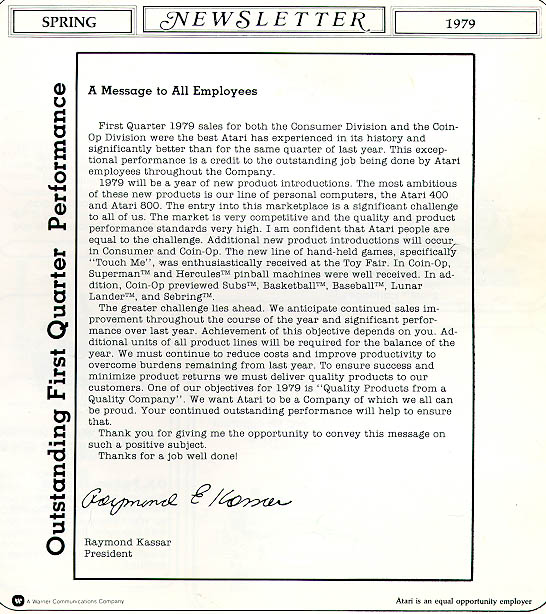 SPRING
NEWSLETTER
1979
Outstanding First Quarter Performance
A Message to All Employees
First Quarter 1979 sales for both the Consumer Division and the Coin-
Op Division were the best Atari has experienced in its history and
significantly better than for the same quarter of last year. This excep-
tional performance is a credit to the outstanding job being done by Atari
employees throughout the Company.
1979 will be a year of new product introductions. The most ambitious
of these new products is our line of personal computers, the Atari 400
and Atari 800. The entry into this marketplace is a significant challenge
to all of us. The market is very competitive and the quality and product
performance standards very high. I am confident that Atari people are
equal to the challenge. Additional new product introductions will occur
in Consumer and Coin-Op. The new line of hand-held games, specifically
"Touch Me", was enthusiastically received at the Toy Fair. In Coin-Op,
Superman™ and Hercules™ pinball machines were well received. In ad-
dition, Coin-Op previewed Subs™, Basketball™, Baseball™, Lunar
Lander™, and Sebring™.
The greater challenge lies ahead. We anticipate continued sales im-
provement throughout the course of the year and significant perfor-
mance over last year. Achievement of this objective depends on you. Ad-
ditional units of all product lines will be required for the balance of the
year. We must continue to reduce costs and improve productivity to
overcome burdens remaining from last year. To ensure success and
minimize product returns we must deliver quality products to our
customers. One of our objectives for 1979 is "Quality Products from a
Quality Company". We want Atari to be a Company of which we all can
be proud. Your continued outstanding performance will help to ensure
that.
Thank you for giving me the opportunity to convey this message on
such a positive subject.
Thanks for a job well done!
Raymond E Kassar
Raymond Kassar
President
A Warner Communications Company
Atari is an equal opportunity employer